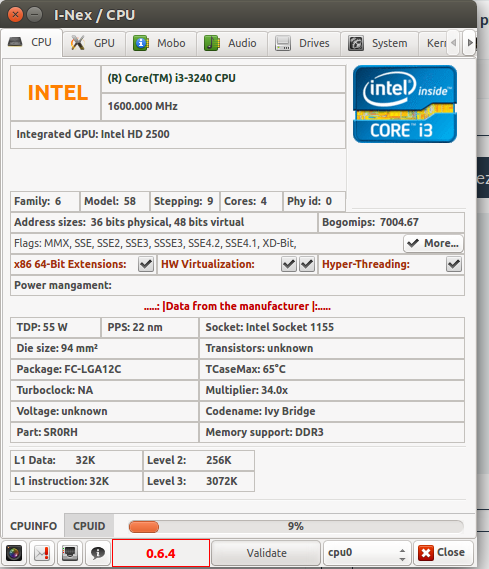 I-Nex / CPU
CPU GPU Mobo Audio Drives System Ker
INTEL
(R) Core(TM) i3-3240 CPU
1600.000 MHz
Integrated GPU: Intel HD 2500
intel inside™
CORE™ i3
Family: 6 Model: 58 Stepping: 9 Cores: 4 Phy id: 0
Address sizes: 36 bits physical, 48 bits virtual Bogomips: 7004.67
Flags: MMX, SSE, SSE2, SSE3, SSSE3, SSE4.2, SSE4.1, XD-Bit, More...
x86 64-Bit Extensions: HW Virtualization: Hyper-Threading:
Power mangament:
.....: |Data from the manufacturer |:.....
TDP: 55 W PPS: 22 nm Socket: Intel Socket 1155
Die size: 94 mm² Transistors: unknown
Package: FC-LGA12C TCaseMax: 65°C
Turboclock: NA Multiplier: 34.0x
Voltage: unknown Codename: Ivy Bridge
Part: SR0RH Memory support: DDR3
L1 Data: 32K Level 2: 256K
L1 instruction: 32K Level 3: 3072K
CPUINFO CPUID 9%
0.6.4 Validate cpu0 Close